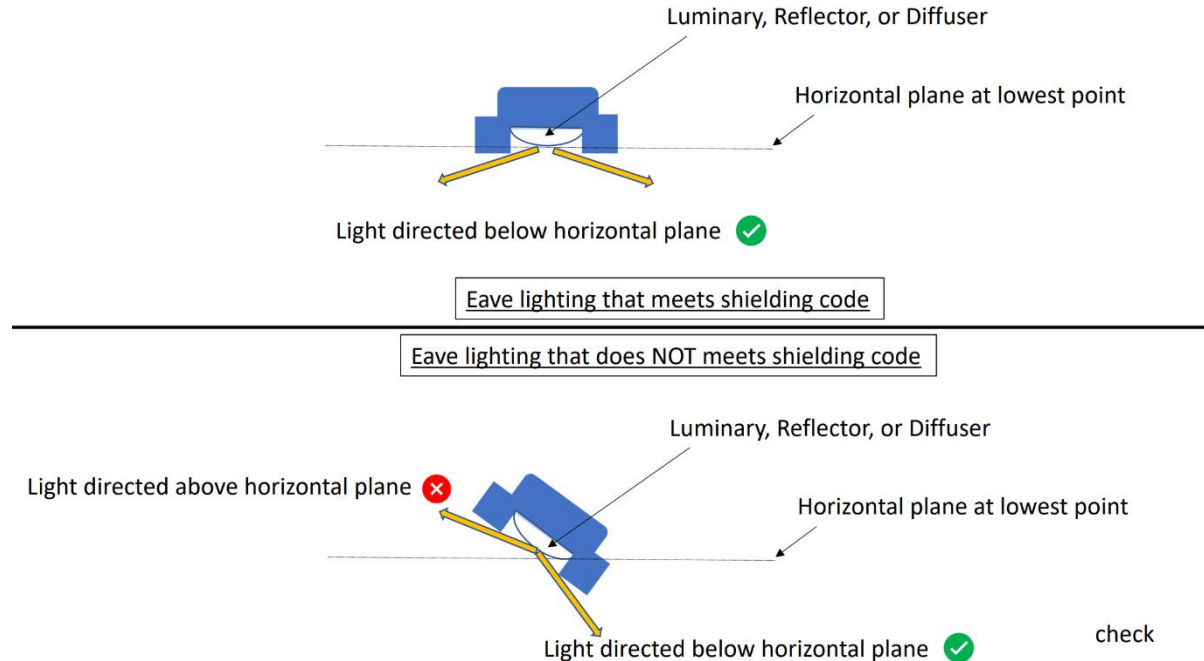 Luminary, Reflector, or Diffuser
Horizontal plane at lowest point
Light directed below horizontal plane
Eave lighting that meets shielding code
Eave lighting that does NOT meets shielding code
Luminary, Reflector, or Diffuser
Light directed above horizontal plane
Horizontal plane at lowest point
check
Light directed below horizontal plane